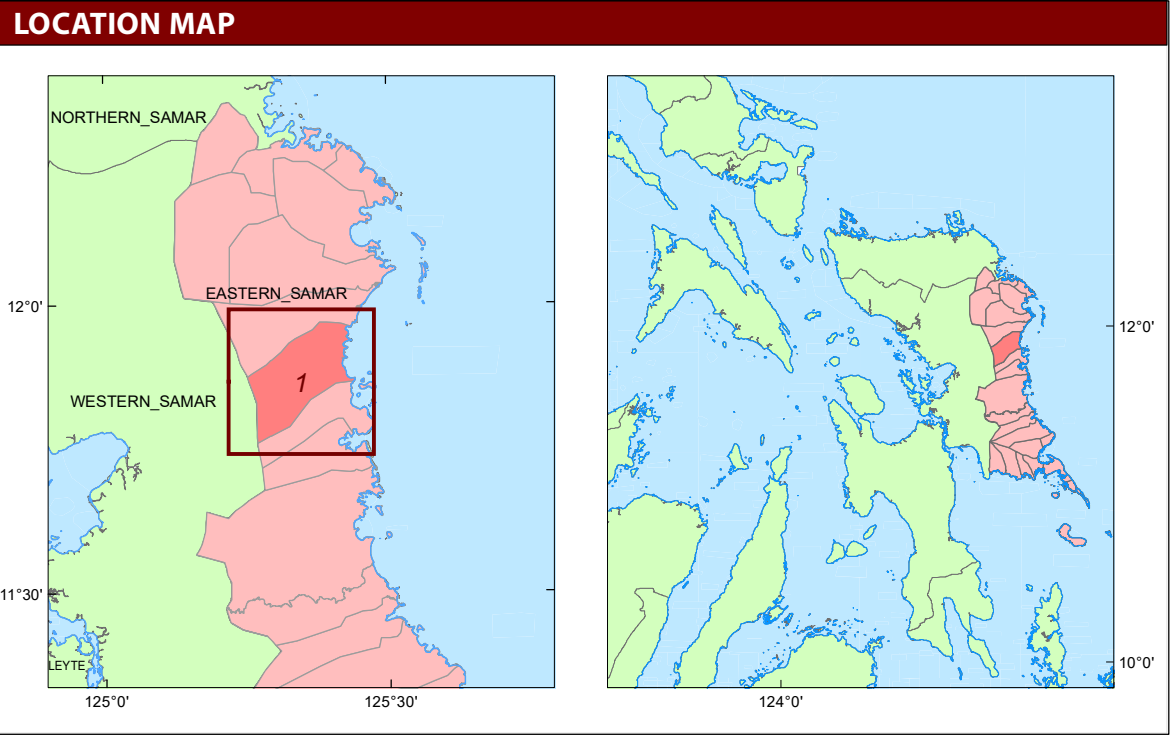 LOCATION MAP
NORTHERN_SAMAR
EASTERN_SAMAR
12°0'
1
WESTERN_SAMAR
11°30'
LEYTE
125°0'
125°30'
12°0'
10°0'
124°0'